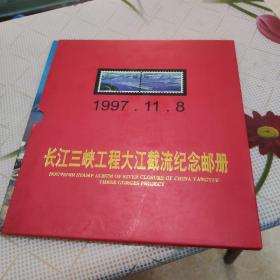 1997.11.8
长江三峡工程大江截流纪念邮册
SOUVENIR STAMP ALBUM OF RIVER CLOSURE OF CHINA YANGTZE
THREE GORGES PROJECT